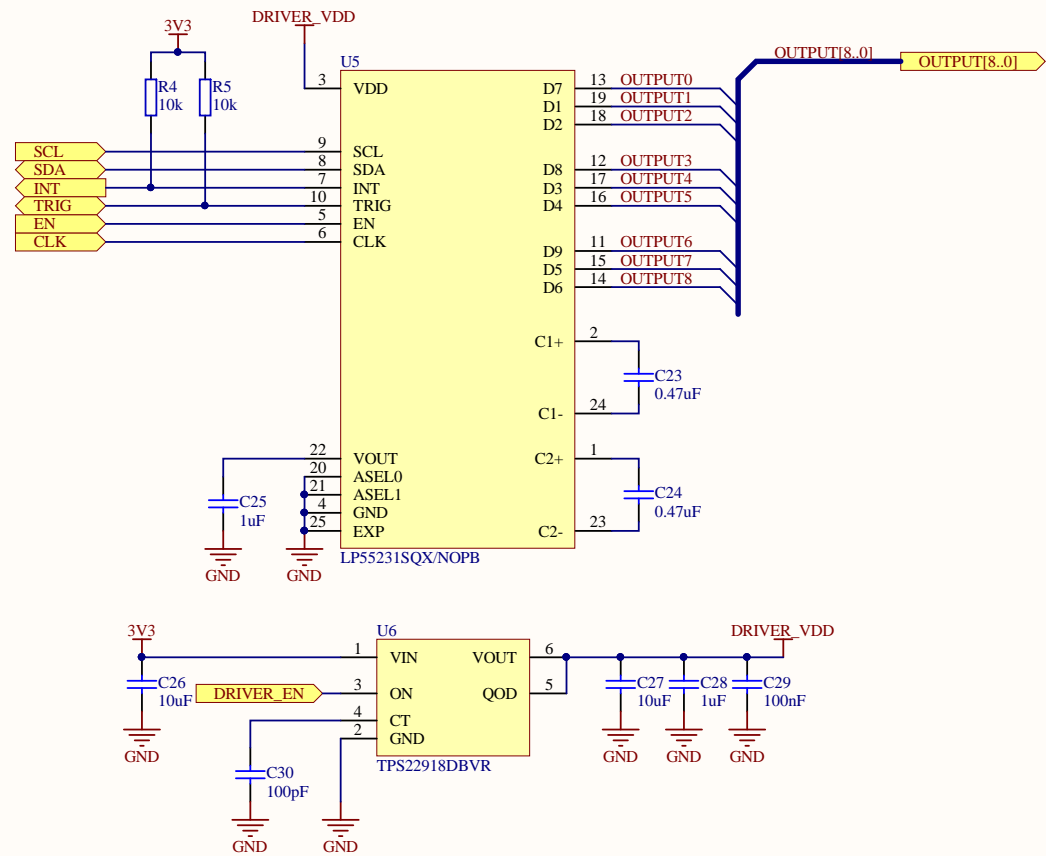 DRIVER_VDD
3V3
U5
OUTPUT[8..0]
OUTPUT[8..0]
R4
10k
R5
10k
3 VDD
D7 13 OUTPUT0
D1 19 OUTPUT1
D2 18 OUTPUT2
SCL 9 SCL
SDA 8 SDA
INT 7 INT
TRIG 10 TRIG
EN 5 EN
CLK 6 CLK
D8 12 OUTPUT3
D3 17 OUTPUT4
D4 16 OUTPUT5
D9 11 OUTPUT6
D5 15 OUTPUT7
D6 14 OUTPUT8
C1+ 2
C23
0.47uF
C1- 24
22 VOUT
20 ASEL0
21 ASEL1
4 GND
25 EXP
C2+ 1
C24
0.47uF
C2- 23
C25
1uF
GND
GND
LP55231SQX/NOPB
3V3
U6
DRIVER_VDD
1 VIN
VOUT 6
DRIVER_EN 3 ON
QOD 5
4 CT
2 GND
C26
10uF
C27
10uF
C28
1uF
C29
100nF
GND
GND
GND
GND
TPS22918DBVR
C30
100pF
GND
GND